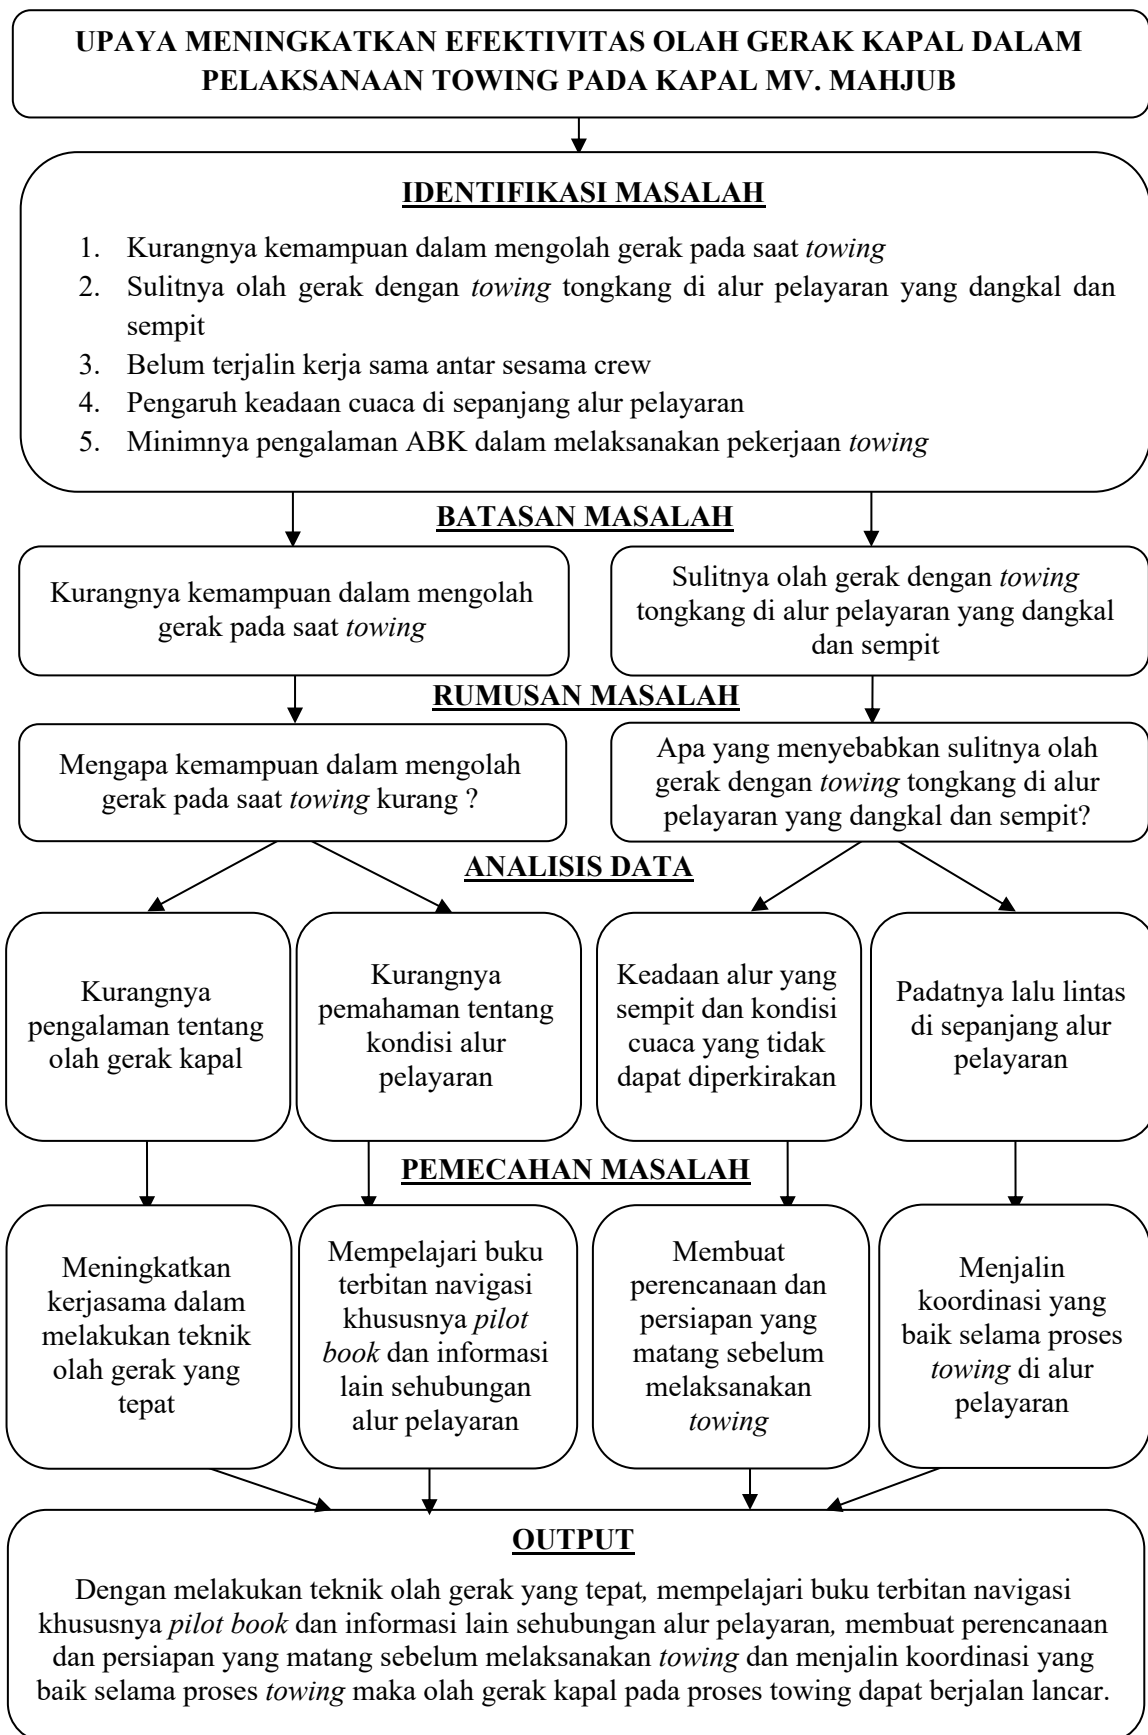 UPAYA MENINGKATKAN EFEKTIVITAS OLAH GERAK KAPAL DALAM
PELAKSANAAN TOWING PADA KAPAL MV. MAHJUB
IDENTIFIKASI MASALAH
1. Kurangnya kemampuan dalam mengolah gerak pada saat towing
2. Sulitnya olah gerak dengan towing tongkang di alur pelayaran yang dangkal dan
sempit
3. Belum terjalin kerja sama antar sesama crew
4. Pengaruh keadaan cuaca di sepanjang alur pelayaran
5. Minimnya pengalaman ABK dalam melaksanakan pekerjaan towing
BATASAN MASALAH
Kurangnya kemampuan dalam mengolah
gerak pada saat towing
Sulitnya olah gerak dengan towing
tongkang di alur pelayaran yang dangkal
dan sempit
RUMUSAN MASALAH
Mengapa kemampuan dalam mengolah
gerak pada saat towing kurang ?
Apa yang menyebabkan sulitnya olah
gerak dengan towing tongkang di alur
pelayaran yang dangkal dan sempit?
ANALISIS DATA
Kurangnya
pengalaman tentang
olah gerak kapal
Kurangnya
pemahaman tentang
kondisi alur
pelayaran
Keadaan alur yang
sempit dan kondisi
cuaca yang tidak
dapat diperkirakan
Padatnya lalu lintas
di sepanjang alur
pelayaran
PEMECAHAN MASALAH
Meningkatkan
kerjasama dalam
melakukan teknik
olah gerak yang
tepat
Mempelajari buku
terbitan navigasi
khususnya pilot
book dan informasi
lain sehubungan
alur pelayaran
Membuat
perencanaan dan
persiapan yang
matang sebelum
melaksanakan
towing
Menjalin
koordinasi yang
baik selama proses
towing di alur
pelayaran
OUTPUT
Dengan melakukan teknik olah gerak yang tepat, mempelajari buku terbitan navigasi
khususnya pilot book dan informasi lain sehubungan alur pelayaran, membuat perencanaan
dan persiapan yang matang sebelum melaksanakan towing dan menjalin koordinasi yang
baik selama proses towing maka olah gerak kapal pada proses towing dapat berjalan lancar.